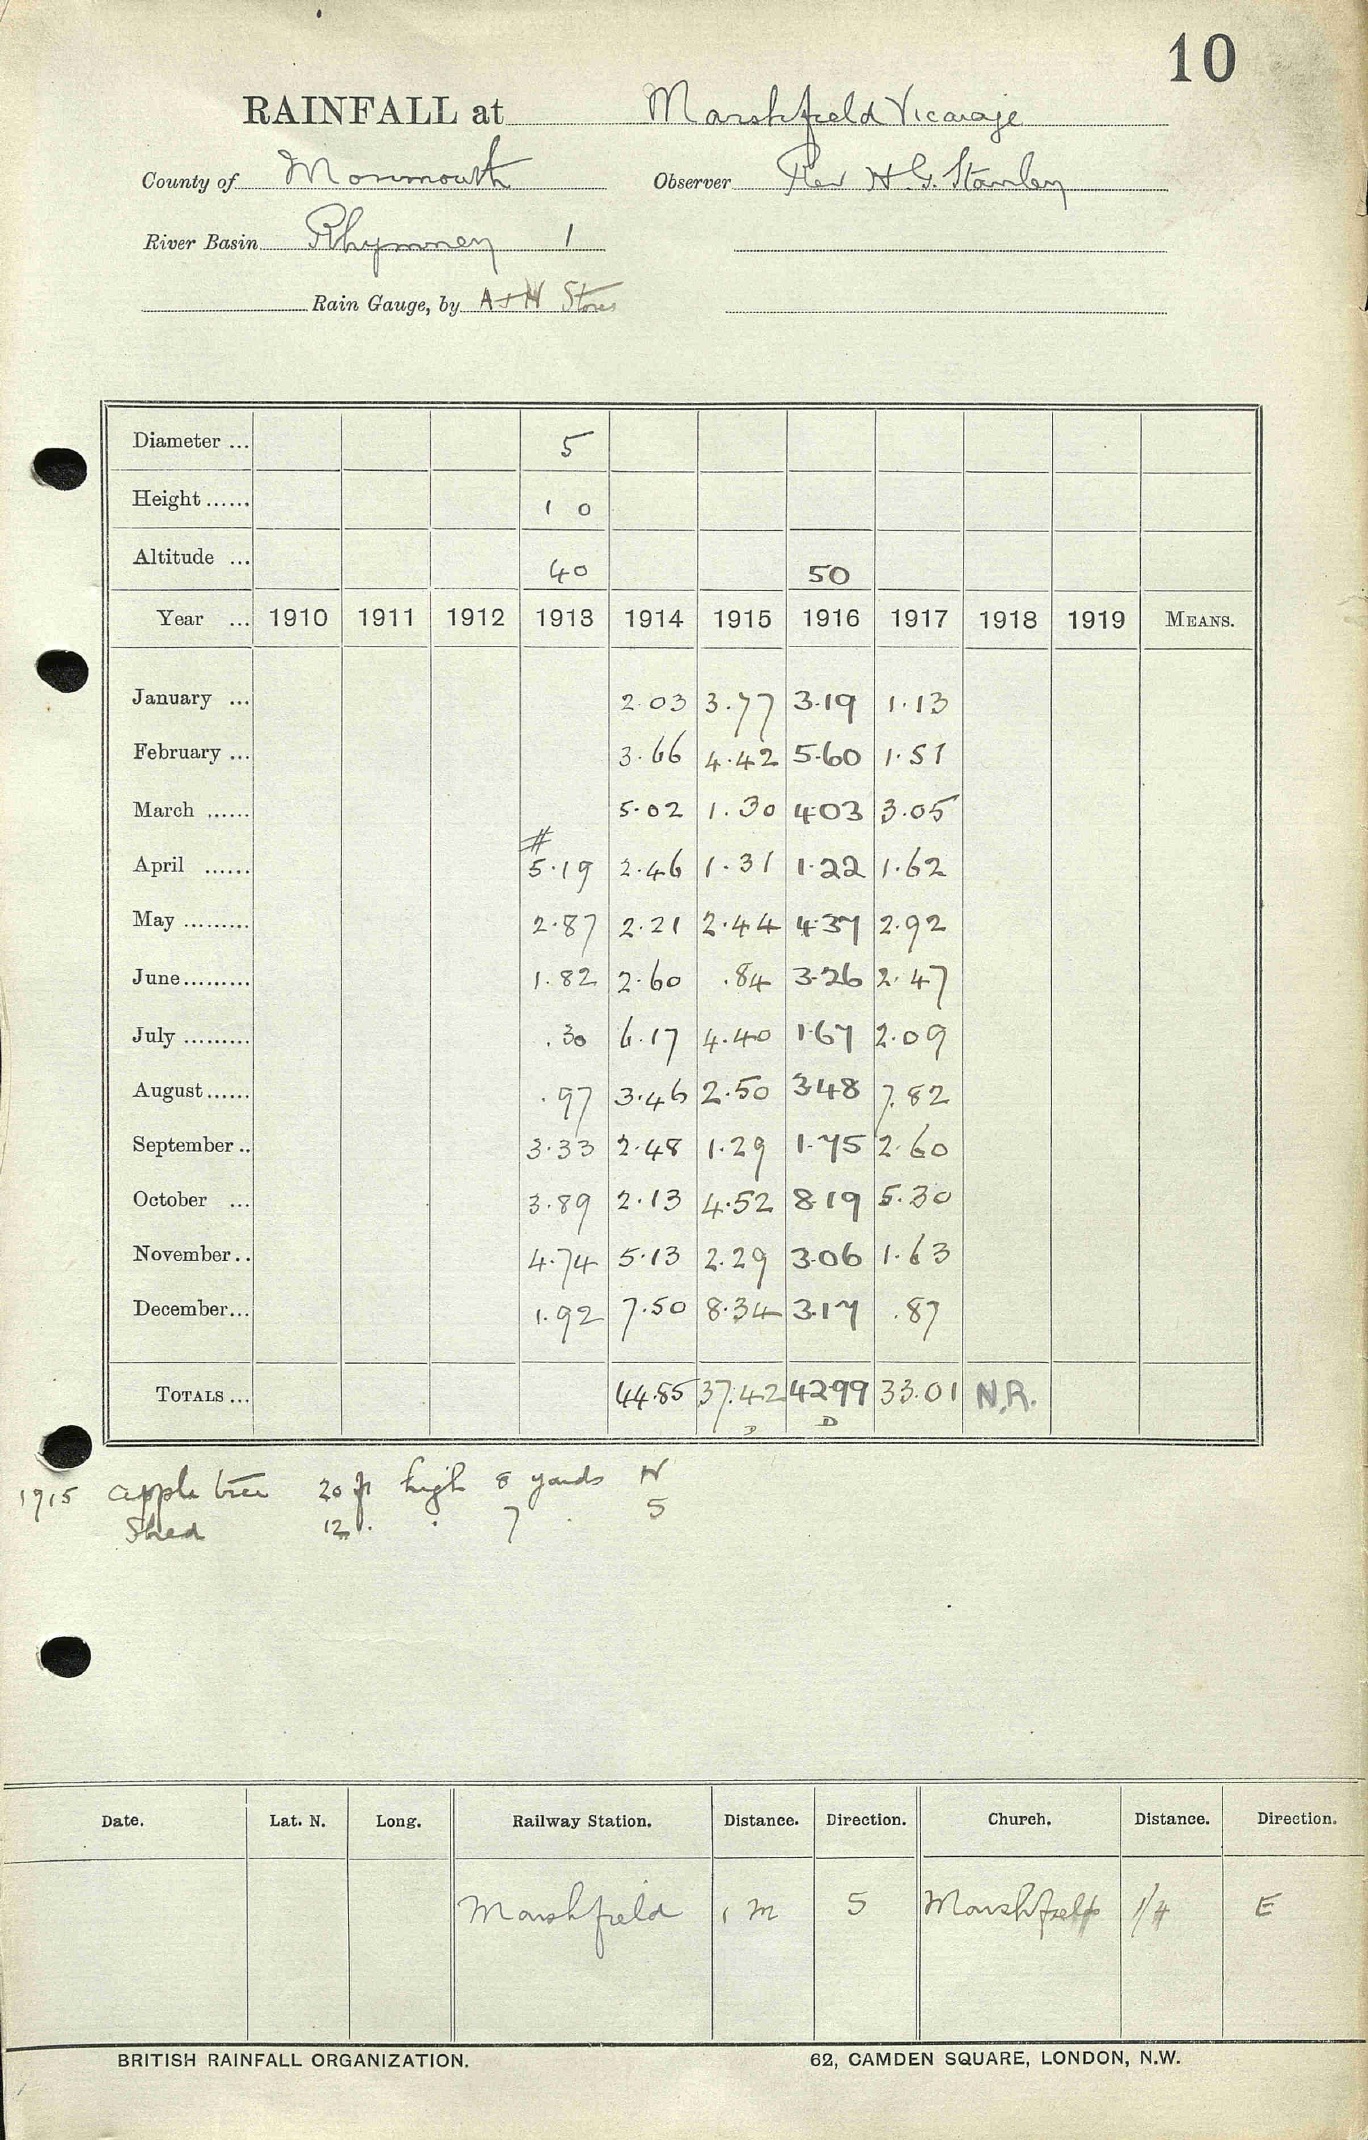 10
RAINFALL at Marshfield Vicarage
County of Monmouth Observer Rev H. G. Stanley
River Basin Rhymney 1
Rain Gauge, by A + N Stores
Diameter ... 5
Height ...... 10
Altitude ... 40 50
Year ... 1910 1911 1912 1913 1914 1915 1916 1917 1918 1919 MEANS.
January ... 2.03 3.77 3.19 1.13
February ... 3.66 4.42 5.60 1.51
March ...... 5.02 1.30 4.03 3.05
#
April ...... 5.19 2.46 1.31 1.22 1.62
May ......... 2.87 2.21 2.44 4.37 2.92
June ......... 1.82 2.60 .84 3.26 2.47
July ......... .30 6.17 4.40 1.67 2.09
August ...... .97 3.46 2.50 3.48 7.82
September .. 3.33 2.48 1.29 1.75 2.60
October ... 3.89 2.13 4.52 8.19 5.30
November .. 4.74 5.13 2.29 3.06 1.63
December ... 1.92 7.50 8.34 3.17 .87
TOTALS ... 44.85 37.42 42.99 33.01 N.R.
D D
1915 apple tree 20 ft high 8 yards N
Shed 12 . . 7 . S
Date. Lat. N. Long. Railway Station. Distance. Direction. Church. Distance. Direction.
Marshfield 1 m S Marshfield 1/4 E
BRITISH RAINFALL ORGANIZATION. 62, CAMDEN SQUARE, LONDON, N.W.